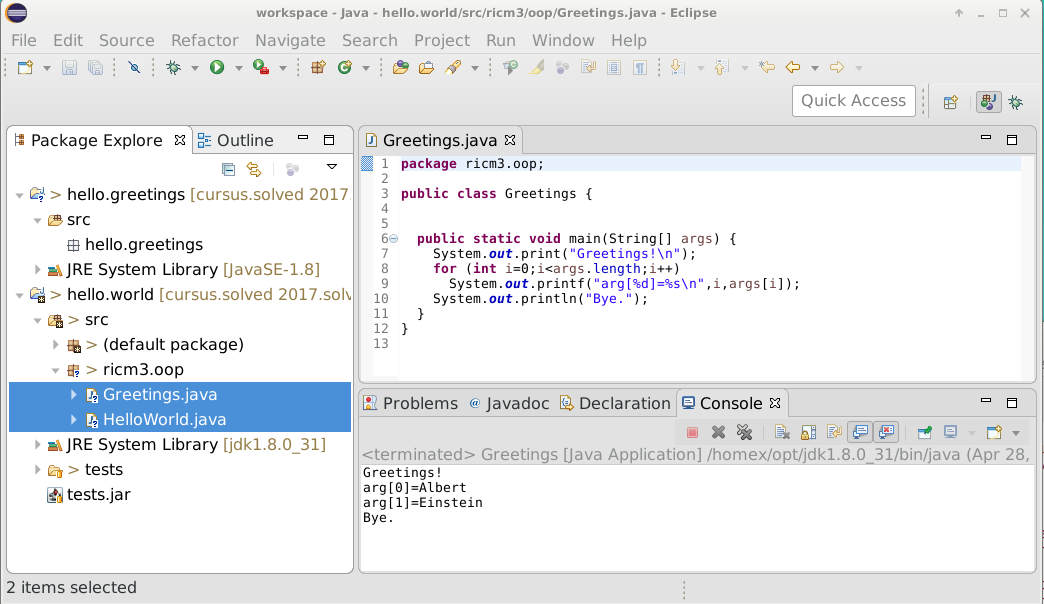 workspace - Java - hello.world/src/ricm3/oop/Greetings.java - Eclipse
File Edit Source Refactor Navigate Search Project Run Window Help
Quick Access
Package Explore Outline
hello.greetings [cursus.solved 2017.
src
hello.greetings
JRE System Library [JavaSE-1.8]
> hello.world [cursus.solved 2017.solv
> src
> (default package)
> ricm3.oop
Greetings.java
HelloWorld.java
JRE System Library [jdk1.8.0_31]
> tests
tests.jar
Greetings.java
1 package ricm3.oop;
2
3 public class Greetings {
4
5
6 public static void main(String[] args) {
7 System.out.print("Greetings!\n");
8 for (int i=0;i<args.length;i++)
9 System.out.printf("arg[%d]=%s\n",i,args[i]);
10 System.out.println("Bye.");
11 }
12 }
13
Problems @ Javadoc Declaration Console
<terminated> Greetings [Java Application] /homex/opt/jdk1.8.0_31/bin/java (Apr 28,
Greetings!
arg[0]=Albert
arg[1]=Einstein
Bye.
2 items selected